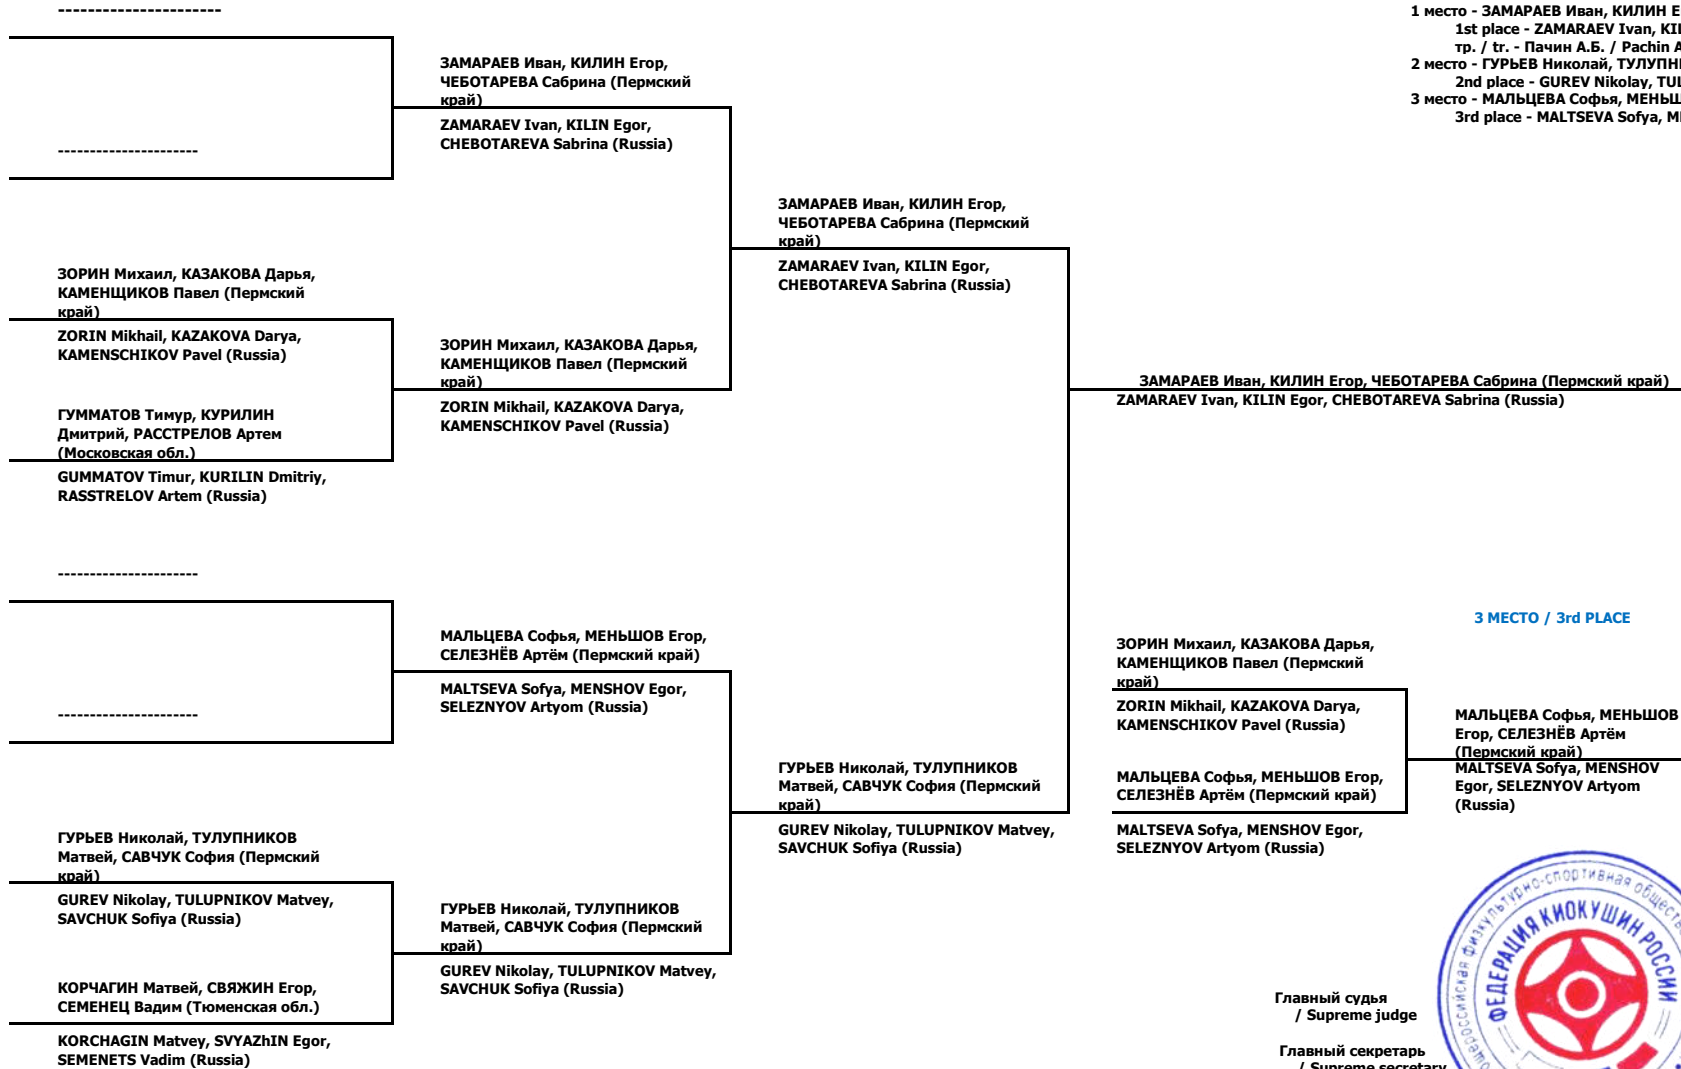 ----------------------
ЗАМАРАЕВ Иван, КИЛИН Егор,
ЧЕБОТАРЕВА Сабрина (Пермский
край)
ZAMARAEV Ivan, KILIN Egor,
CHEBOTAREVA Sabrina (Russia)
----------------------
ЗОРИН Михаил, КАЗАКОВА Дарья,
КАМЕНЩИКОВ Павел (Пермский
край)
ZORIN Mikhail, KAZAKOVA Darya,
KAMENSCHIKOV Pavel (Russia)
ГУММАТОВ Тимур, КУРИЛИН
Дмитрий, РАССТРЕЛОВ Артем
(Московская обл.)
GUMMATOV Timur, KURILIN Dmitriy,
RASSTRELOV Artem (Russia)
ЗОРИН Михаил, КАЗАКОВА Дарья,
КАМЕНЩИКОВ Павел (Пермский
край)
ZORIN Mikhail, KAZAKOVA Darya,
KAMENSCHIKOV Pavel (Russia)
ЗАМАРАЕВ Иван, КИЛИН Егор,
ЧЕБОТАРЕВА Сабрина (Пермский
край)
ZAMARAEV Ivan, KILIN Egor,
CHEBOTAREVA Sabrina (Russia)
----------------------
----------------------
МАЛЬЦЕВА Софья, МЕНЬШОВ Егор,
СЕЛЕЗНЁВ Артём (Пермский край)
MALTSEVA Sofya, MENSHOV Egor,
SELEZNYOV Artyom (Russia)
ГУРЬЕВ Николай, ТУЛУПНИКОВ
Матвей, САВЧУК София (Пермский
край)
GUREV Nikolay, TULUPNIKOV Matvey,
SAVCHUK Sofiya (Russia)
КОРЧАГИН Матвей, СВЯЖИН Егор,
СЕМЕНЕЦ Вадим (Тюменская обл.)
KORCHAGIN Matvey, SVYAZhIN Egor,
SEMENETS Vadim (Russia)
ГУРЬЕВ Николай, ТУЛУПНИКОВ
Матвей, САВЧУК София (Пермский
край)
GUREV Nikolay, TULUPNIKOV Matvey,
SAVCHUK Sofiya (Russia)
ГУРЬЕВ Николай, ТУЛУПНИКОВ
Матвей, САВЧУК София (Пермский
край)
GUREV Nikolay, TULUPNIKOV Matvey,
SAVCHUK Sofiya (Russia)
ЗАМАРАЕВ Иван, КИЛИН Егор, ЧЕБОТАРЕВА Сабрина (Пермский край)
ZAMARAEV Ivan, KILIN Egor, CHEBOTAREVA Sabrina (Russia)
1 место - ЗАМАРАЕВ Иван, КИЛИН Е
1st place - ZAMARAEV Ivan, KIL
тр. / tr. - Пачин А.Б. / Pachin A
2 место - ГУРЬЕВ Николай, ТУЛУПН
2nd place - GUREV Nikolay, TUL
3 место - МАЛЬЦЕВА Софья, МЕНЬШ
3rd place - MALTSEVA Sofya, M
3 МЕСТО / 3rd PLACE
ЗОРИН Михаил, КАЗАКОВА Дарья,
КАМЕНЩИКОВ Павел (Пермский
край)
ZORIN Mikhail, KAZAKOVA Darya,
KAMENSCHIKOV Pavel (Russia)
МАЛЬЦЕВА Софья, МЕНЬШОВ Егор,
СЕЛЕЗНЁВ Артём (Пермский край)
MALTSEVA Sofya, MENSHOV Egor,
SELEZNYOV Artyom (Russia)
МАЛЬЦЕВА Софья, МЕНЬШОВ
Егор, СЕЛЕЗНЁВ Артём
(Пермский край)
MALTSEVA Sofya, MENSHOV
Egor, SELEZNYOV Artyom
(Russia)
Главный судья
/ Supreme judge
Главный секретарь
/ Supreme secretary
ФЕДЕРАЦИЯ КИОКУШИН РОССИИ
физкультурно-спортивная